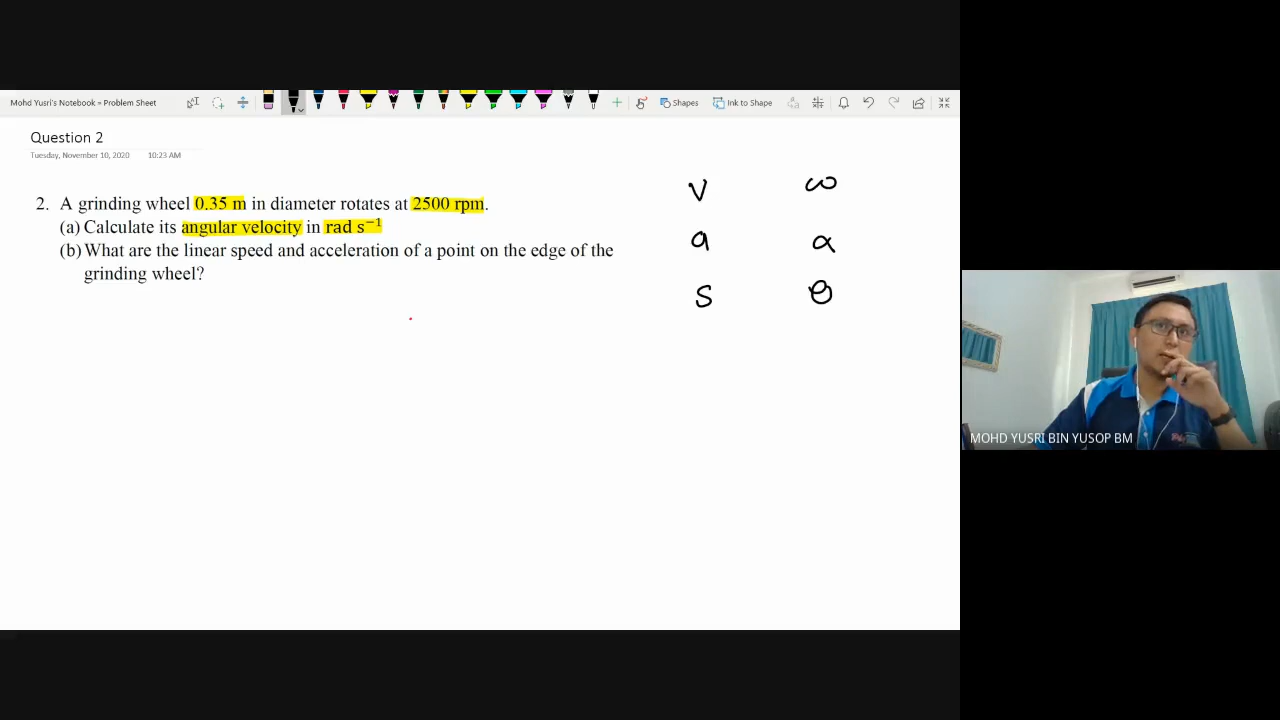 Mohd Yusri's Notebook » Problem Sheet
Shapes
Ink to Shape
Question 2
Tuesday, November 10, 2020 10:23 AM
2. A grinding wheel 0.35 m in diameter rotates at 2500 rpm.
(a) Calculate its angular velocity in rad s⁻¹
(b) What are the linear speed and acceleration of a point on the edge of the
grinding wheel?
v ω
a α
s θ
MOHD YUSRI BIN YUSOP BM